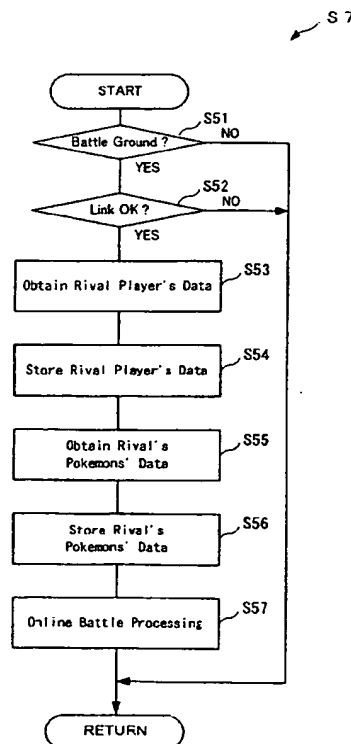 S 7
START
S51
Battle Ground ?
NO
YES
S52
Link OK ?
NO
YES
S53
Obtain Rival Player's Data
S54
Store Rival Player's Data
S55
Obtain Rival's
Pokemons' Data
S56
Store Rival's
Pokemons' Data
S57
Online Battle Processing
RETURN